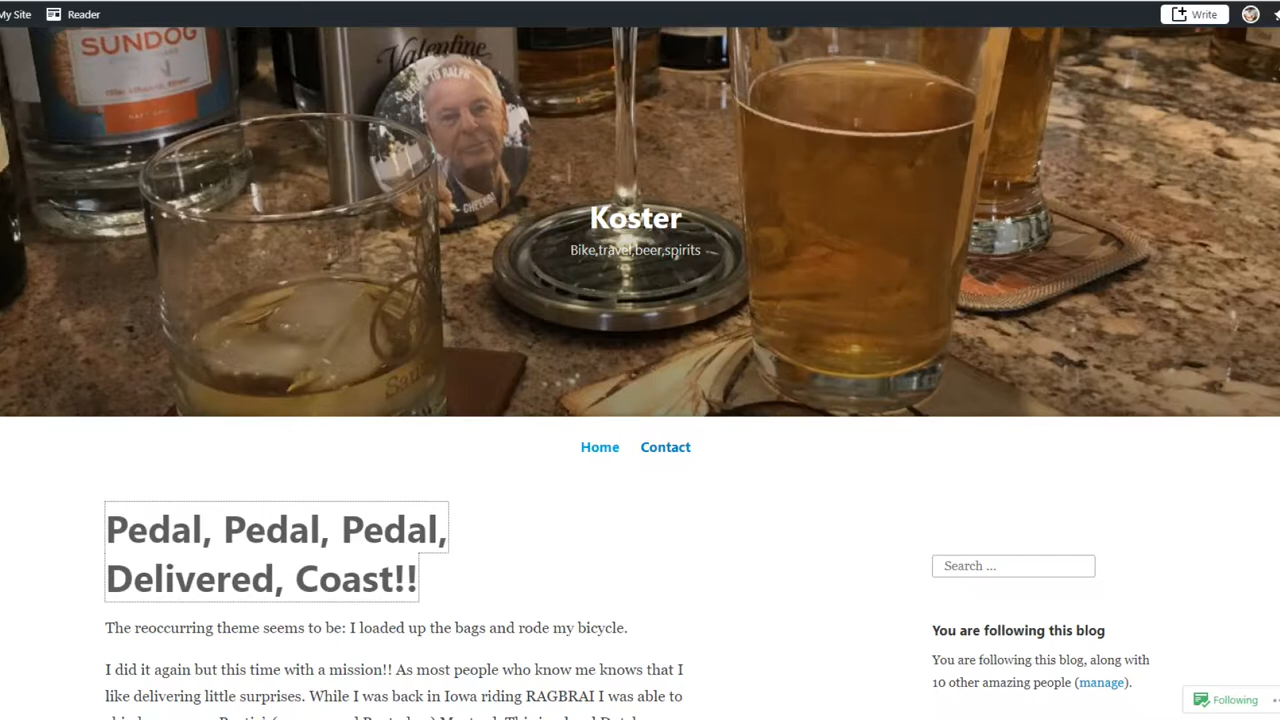 My Site Reader Write
SUNDOG
Valentine
CHEERS!
Koster
Bike,travel,beer,spirits
Home Contact
Pedal, Pedal, Pedal,
Delivered, Coast!!
Search ...
The reoccurring theme seems to be: I loaded up the bags and rode my bicycle.
You are following this blog
I did it again but this time with a mission!! As most people who know me knows that I
like delivering little surprises. While I was back in Iowa riding RAGBRAI I was able to
You are following this blog, along with
10 other amazing people (manage).
Following